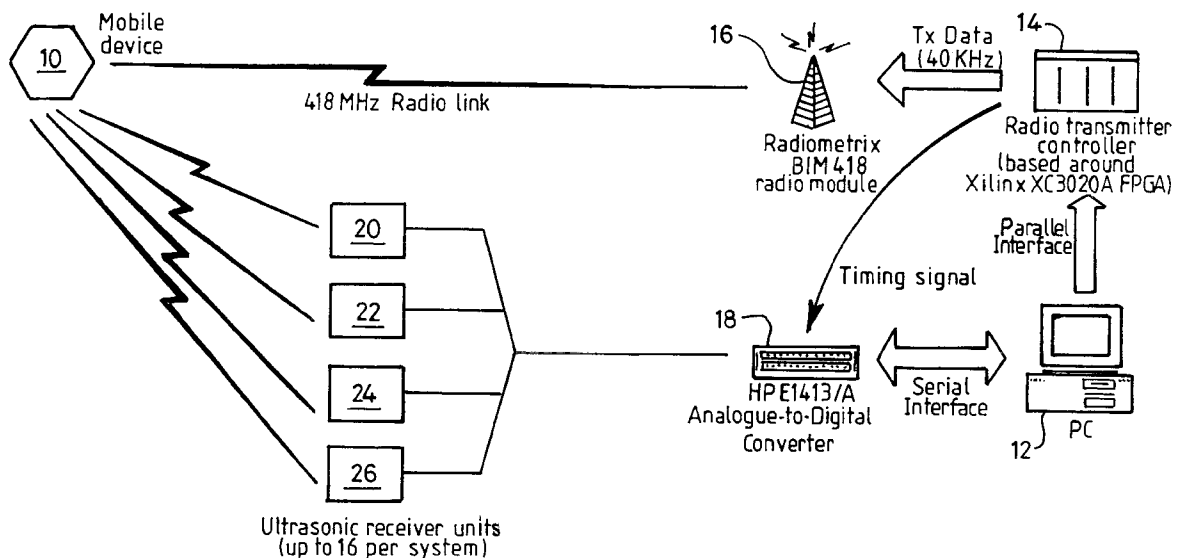 Mobile
device
10
418 MHz Radio link
16
Radiometrix
BIM 418
radio module
Tx Data
(40 KHz)
14
Radio transmitter
controller
(based around
Xilinx XC3020A FPGA)
Parallel
Interface
Timing signal
20
22
24
26
Ultrasonic receiver units
(up to 16 per system)
18
HP E1413/A
Analogue-to-Digital
Converter
Serial
Interface
12
PC